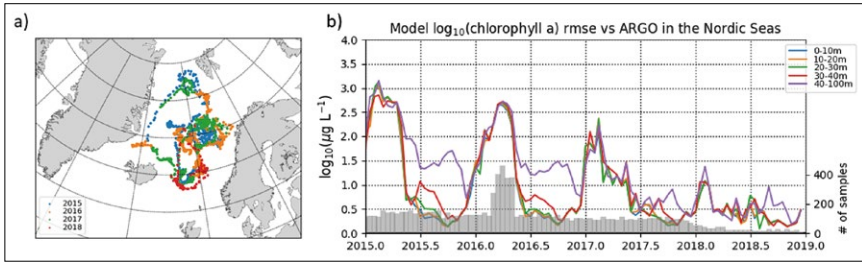 a)
2015
2016
2017
2018
b)
Model log₁₀(chlorophyll a) rmse vs ARGO in the Nordic Seas
log₁₀(μg L⁻¹)
4.0
3.5
3.0
2.5
2.0
1.5
1.0
0.5
0.0
0-10m
10-20m
20-30m
30-40m
40-100m
400
200
0
# of samples
2015.0 2015.5 2016.0 2016.5 2017.0 2017.5 2018.0 2018.5 2019.0